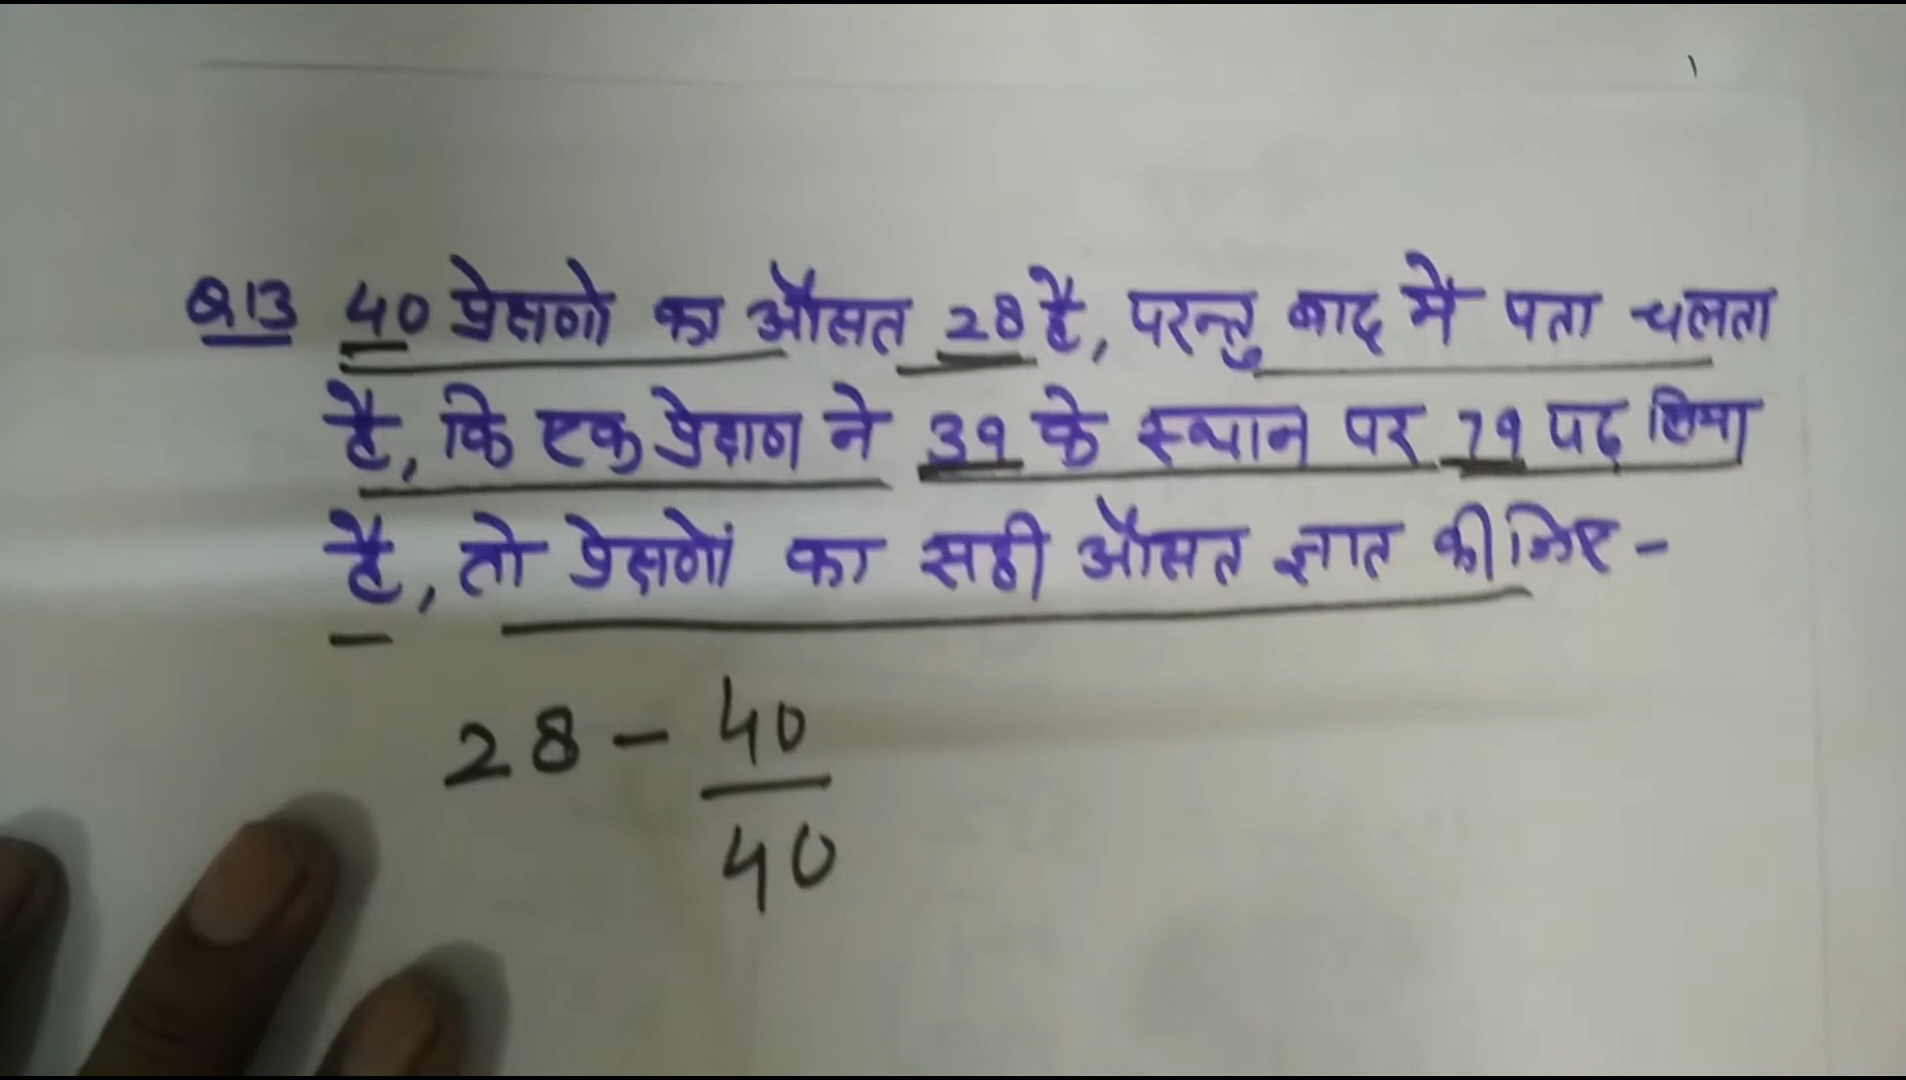 Q13 40 प्रेक्षणो का औसत 28 है, परन्तु बाद में पता चलता
है, कि एक प्रेक्षण ने 39 के स्थान पर 79 पढ़ लिया
है, तो प्रेक्षणों का सही औसत ज्ञात कीजिए -
28 - 40
40